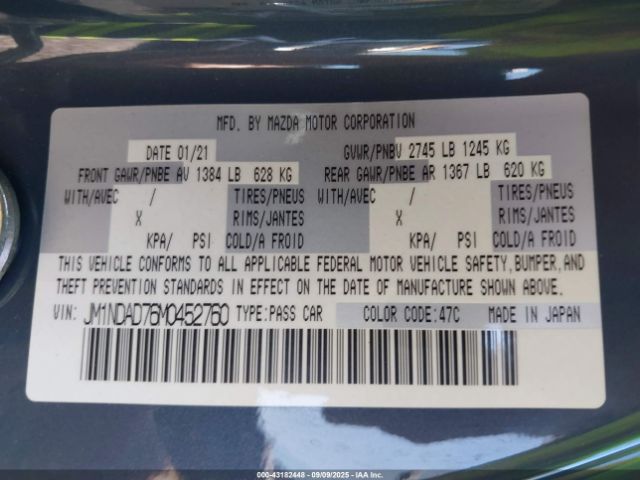 MFD. BY MAZDA MOTOR CORPORATION
DATE 01/21 GVWR/PNBV 2745 LB 1245 KG
FRONT GAWR/PNBE AV 1384 LB 628 KG REAR GAWR/PNBE AR 1367 LB 620 KG
WITH/AVEC / TIRES/PNEUS WITH/AVEC / TIRES/PNEUS
X RIMS/JANTES X RIMS/JANTES
KPA/ PSI COLD/A FROID KPA/ PSI COLD/A FROID
THIS VEHICLE CONFORMS TO ALL APPLICABLE FEDERAL MOTOR VEHICLE SAFETY, BUMPER, AND
THEFT PREVENTION STANDARDS IN EFFECT ON THE DATE OF MANUFACTURE SHOWN ABOVE.
VIN: JM1NDAD76M0452760 TYPE:PASS CAR COLOR CODE:47C MADE IN JAPAN
000-43182448 - 09/09/2025 - IAAI.COM